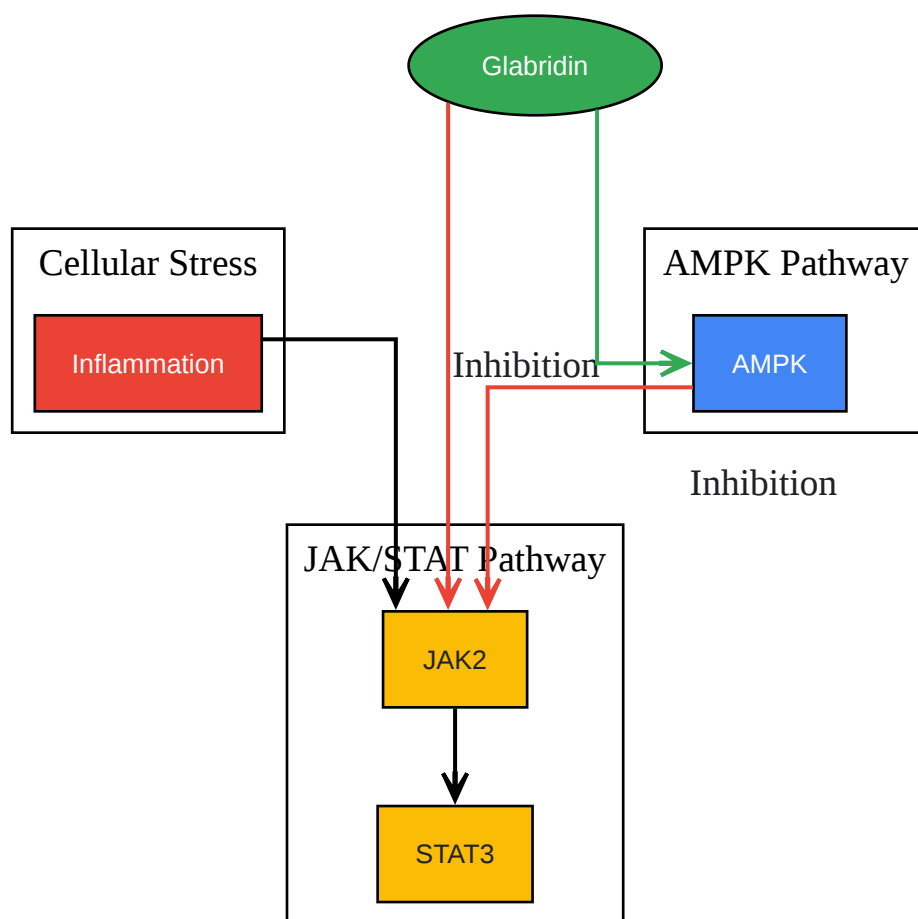 Glabridin
Cellular Stress
AMPK Pathway
Inflammation
Inhibition
AMPK
Inhibition
JAK/STAT Pathway
JAK2
STAT3